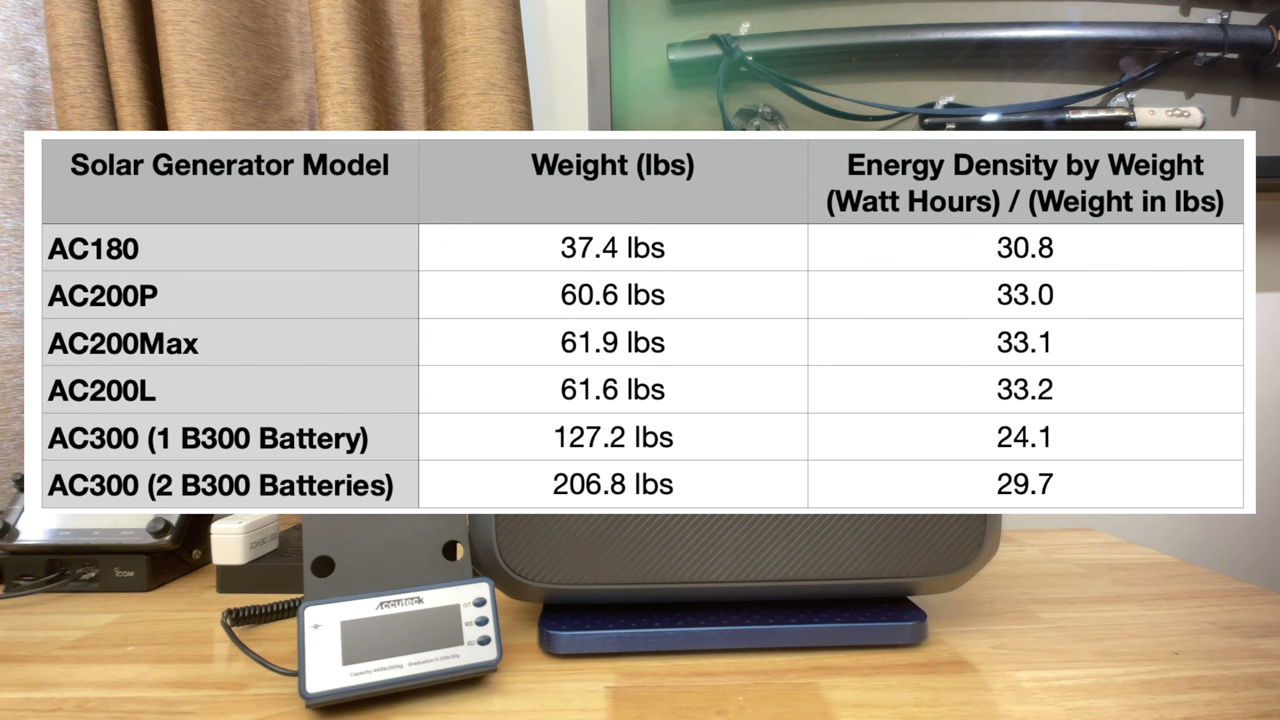 Solar Generator Model
Weight (lbs)
Energy Density by Weight
(Watt Hours) / (Weight in lbs)
AC180
37.4 lbs
30.8
AC200P
60.6 lbs
33.0
AC200Max
61.9 lbs
33.1
AC200L
61.6 lbs
33.2
AC300 (1 B300 Battery)
127.2 lbs
24.1
AC300 (2 B300 Batteries)
206.8 lbs
29.7
ICOM
Accuteck